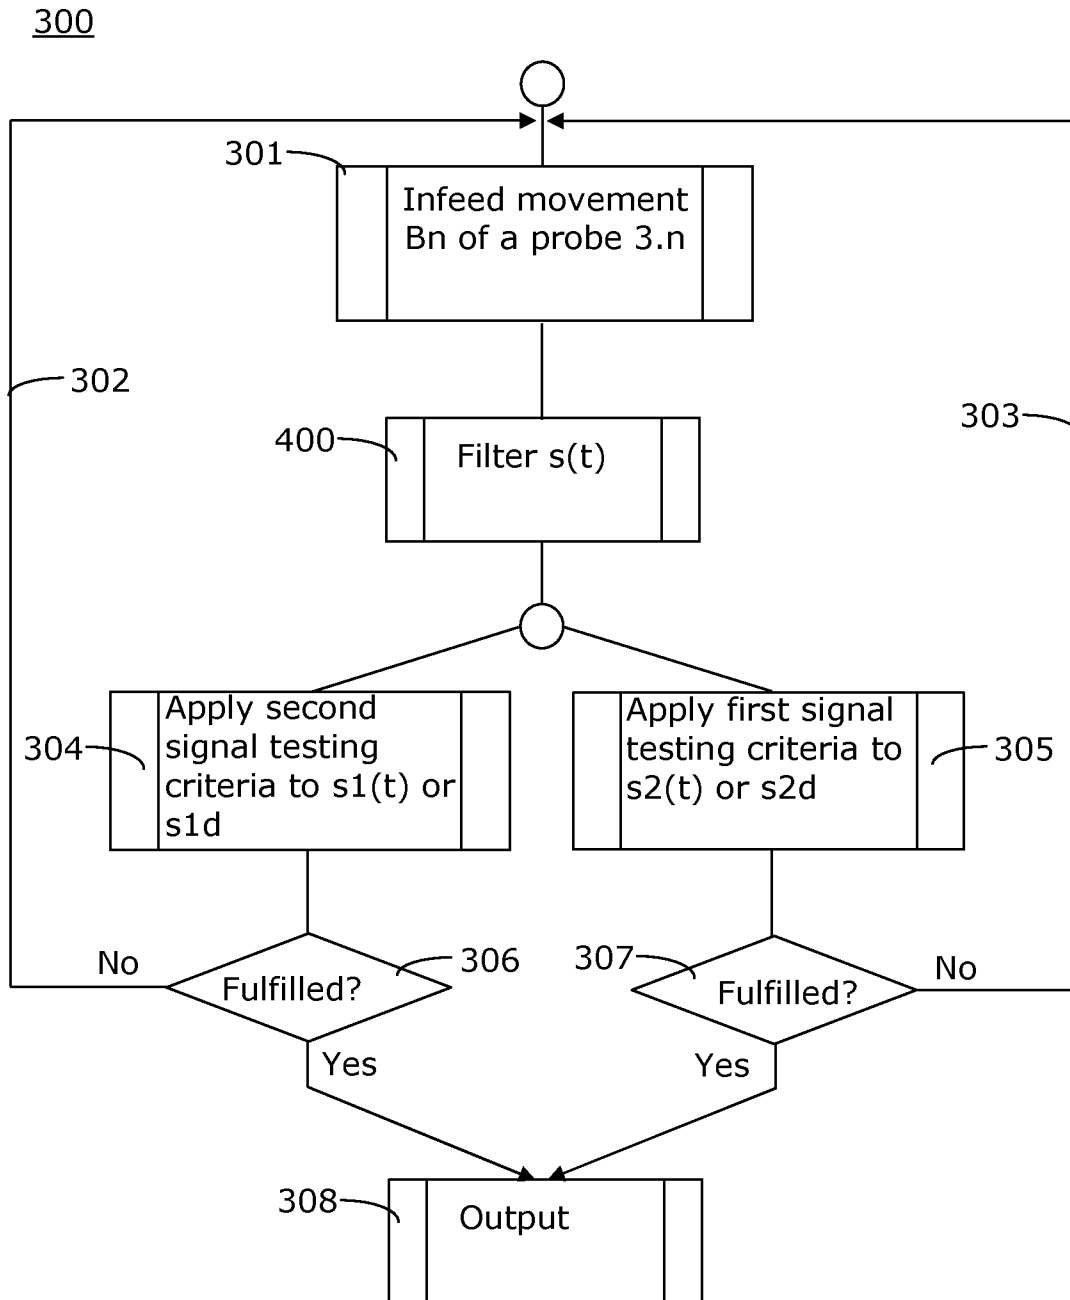 300
301
Infeed movement
Bn of a probe 3.n
302
303
400
Filter s(t)
304
Apply second
signal testing
criteria to s1(t) or
s1d
Apply first signal
testing criteria to
s2(t) or s2d
305
No
Fulfilled?
306
307
Fulfilled?
No
Yes
Yes
308
Output